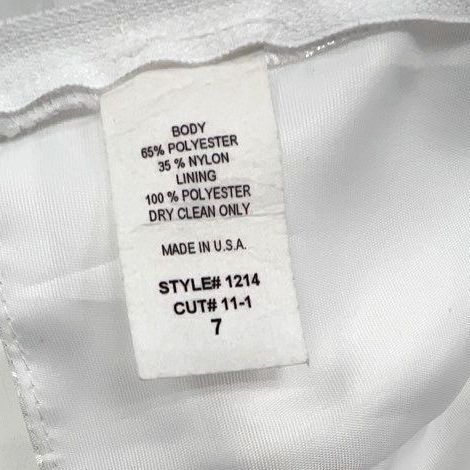 BODY
65% POLYESTER
35 % NYLON
LINING
100 % POLYESTER
DRY CLEAN ONLY
MADE IN U.S.A.
STYLE# 1214
CUT# 11-1
7